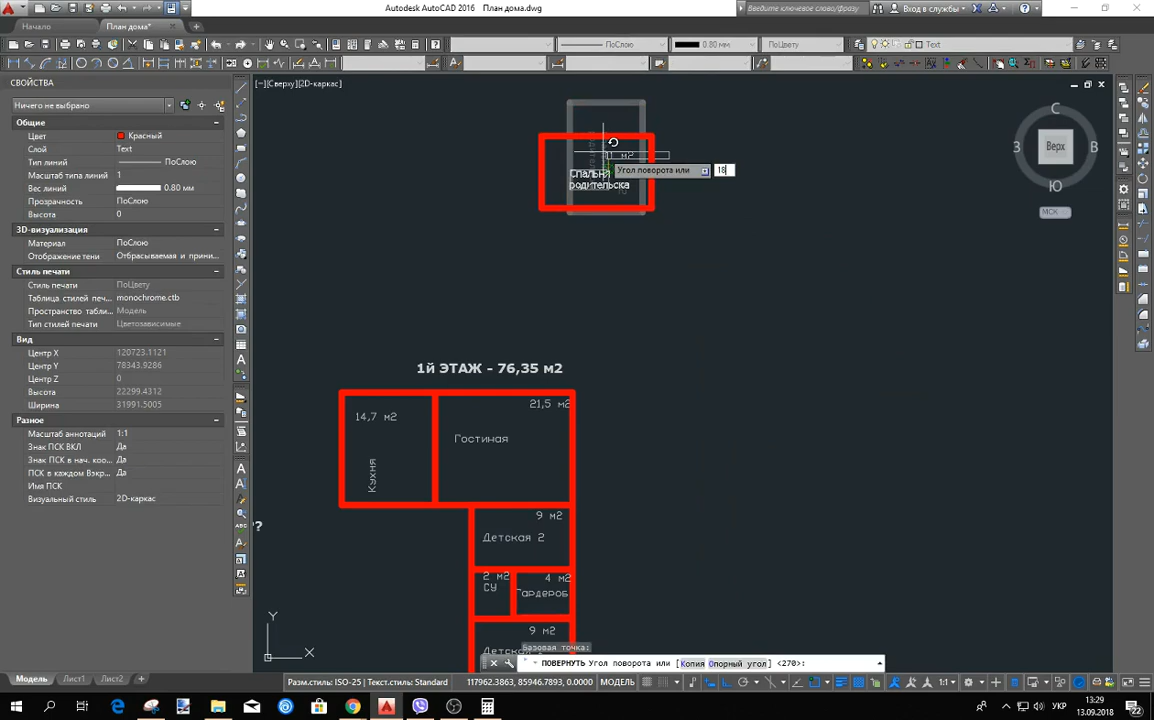 Autodesk AutoCAD 2016 План дома.dwg
Введите ключевое слово/фразу
Вход в службы
Начало
План дома*
ПоСлою
0.80 мм
ПоЦвету
Text
СВОЙСТВА
[-][Сверху][2D-каркас]
Ничего не выбрано
Общие
Цвет Красный
Слой Text
Тип линий ПоСлою
Масштаб типа линий 1
Вес линий 0.80 мм
Прозрачность ПоСлою
Высота 0
3D-визуализация
Материал ПоСлою
Отображение тени Отбрасываемая и прини...
Стиль печати
Стиль печати ПоЦвету
Таблица стилей печ... monochrome.ctb
Пространство табли... Модель
Тип стилей печати Цветозависимые
Вид
Центр X 120723.1121
Центр Y 78343.9286
Центр Z 0
Высота 22299.4312
Ширина 31991.5005
Разное
Масштаб аннотаций 1:1
Знак ПСК ВКЛ Да
Знак ПСК в нач. коо... Да
ПСК в каждом Вэкр... Да
Имя ПСК
Визуальный стиль 2D-каркас
С
З Верх В
Ю
МСК
11 м2
Угол поворота или 18
Спальня
родительска
1й ЭТАЖ - 76,35 м2
14,7 м2
21,5 м2
Гостиная
Кухня
??
9 м2
Детская 2
2 м2
СУ
4 м2
Гардероб
9 м2
Базовая точка:
ПОВЕРНУТЬ Угол поворота или [Копия Опорный угол] <270>:
Y
X
Модель Лист1 Лист2 +
Разм.стиль: ISO-25 | Текст.стиль: Standard
117962.3863, 85946.7893, 0.0000 МОДЕЛЬ
1:1
УКР
13:29
13.09.2018
22